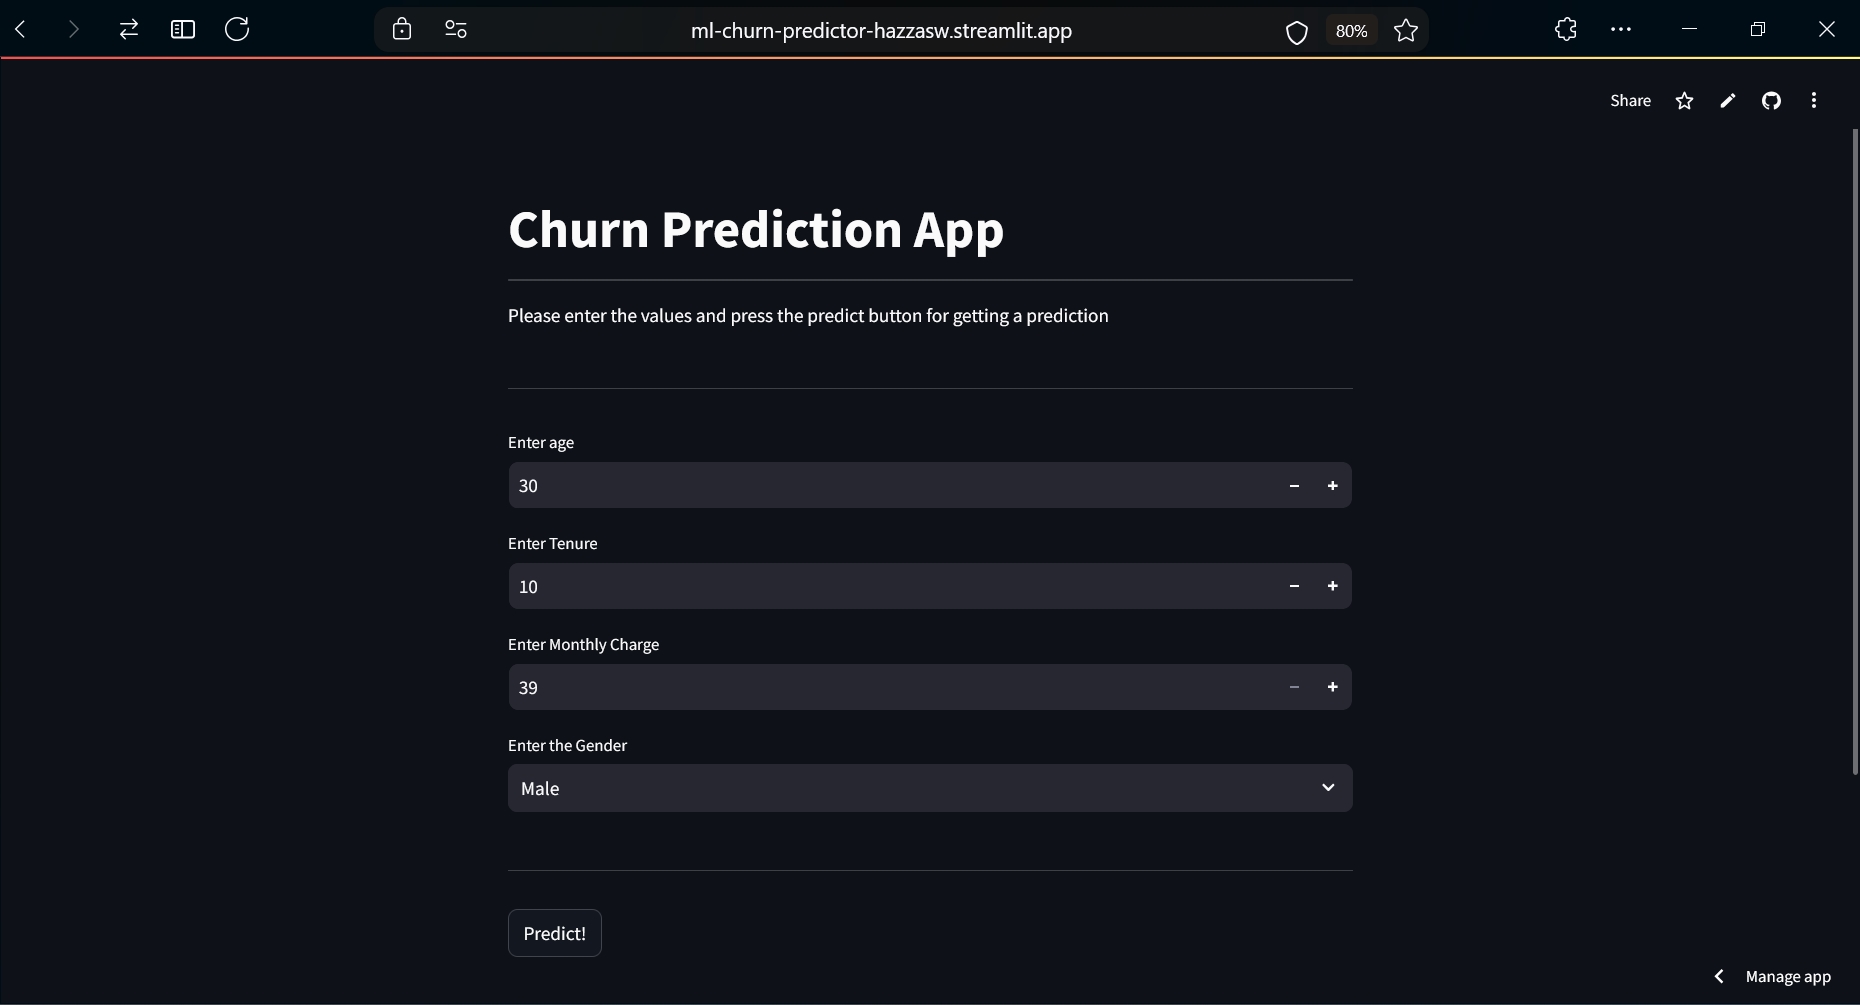 ml-churn-predictor-hazzasw.streamlit.app
80%
Share
Churn Prediction App
Please enter the values and press the predict button for getting a prediction
Enter age
30
Enter Tenure
10
Enter Monthly Charge
39
Enter the Gender
Male
Predict!
Manage app